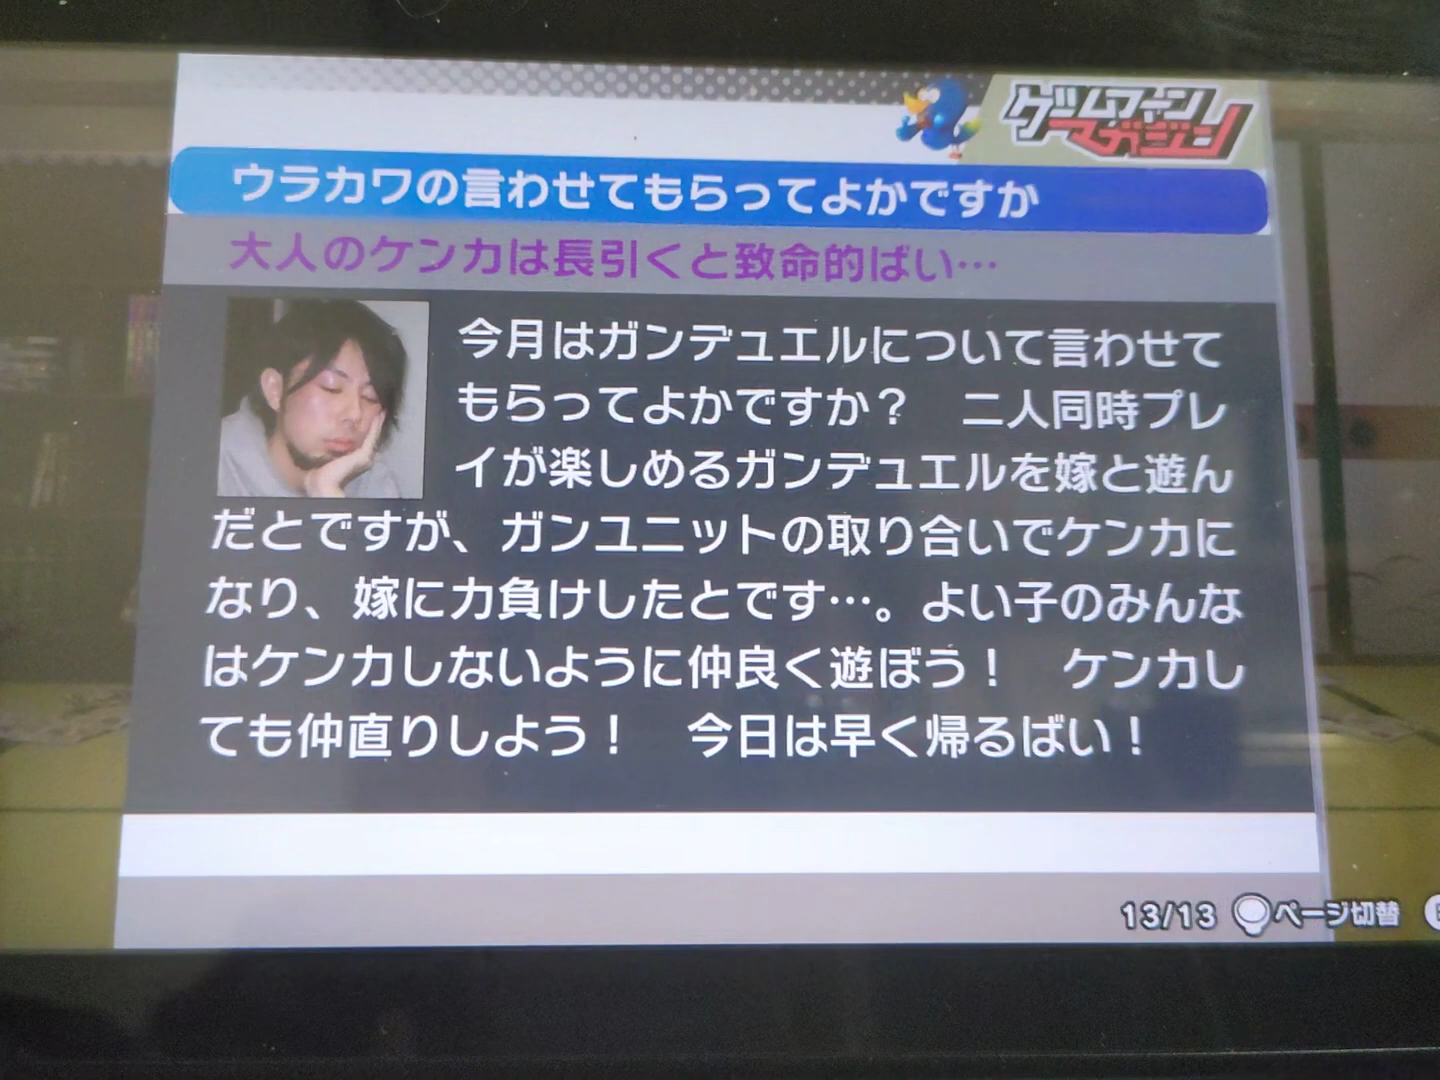 ゲームファン
マガジン
ウラカワの言わせてもらってよかですか
大人のケンカは長引くと致命的ばい…
今月はガンデュエルについて言わせて
もらってよかですか？　二人同時プレ
イが楽しめるガンデュエルを嫁と遊ん
だとですが、ガンユニットの取り合いでケンカに
なり、嫁に力負けしたとです…。よい子のみんな
はケンカしないように仲良く遊ぼう！　ケンカし
ても仲直りしよう！　今日は早く帰るばい！
13/13 ページ切替